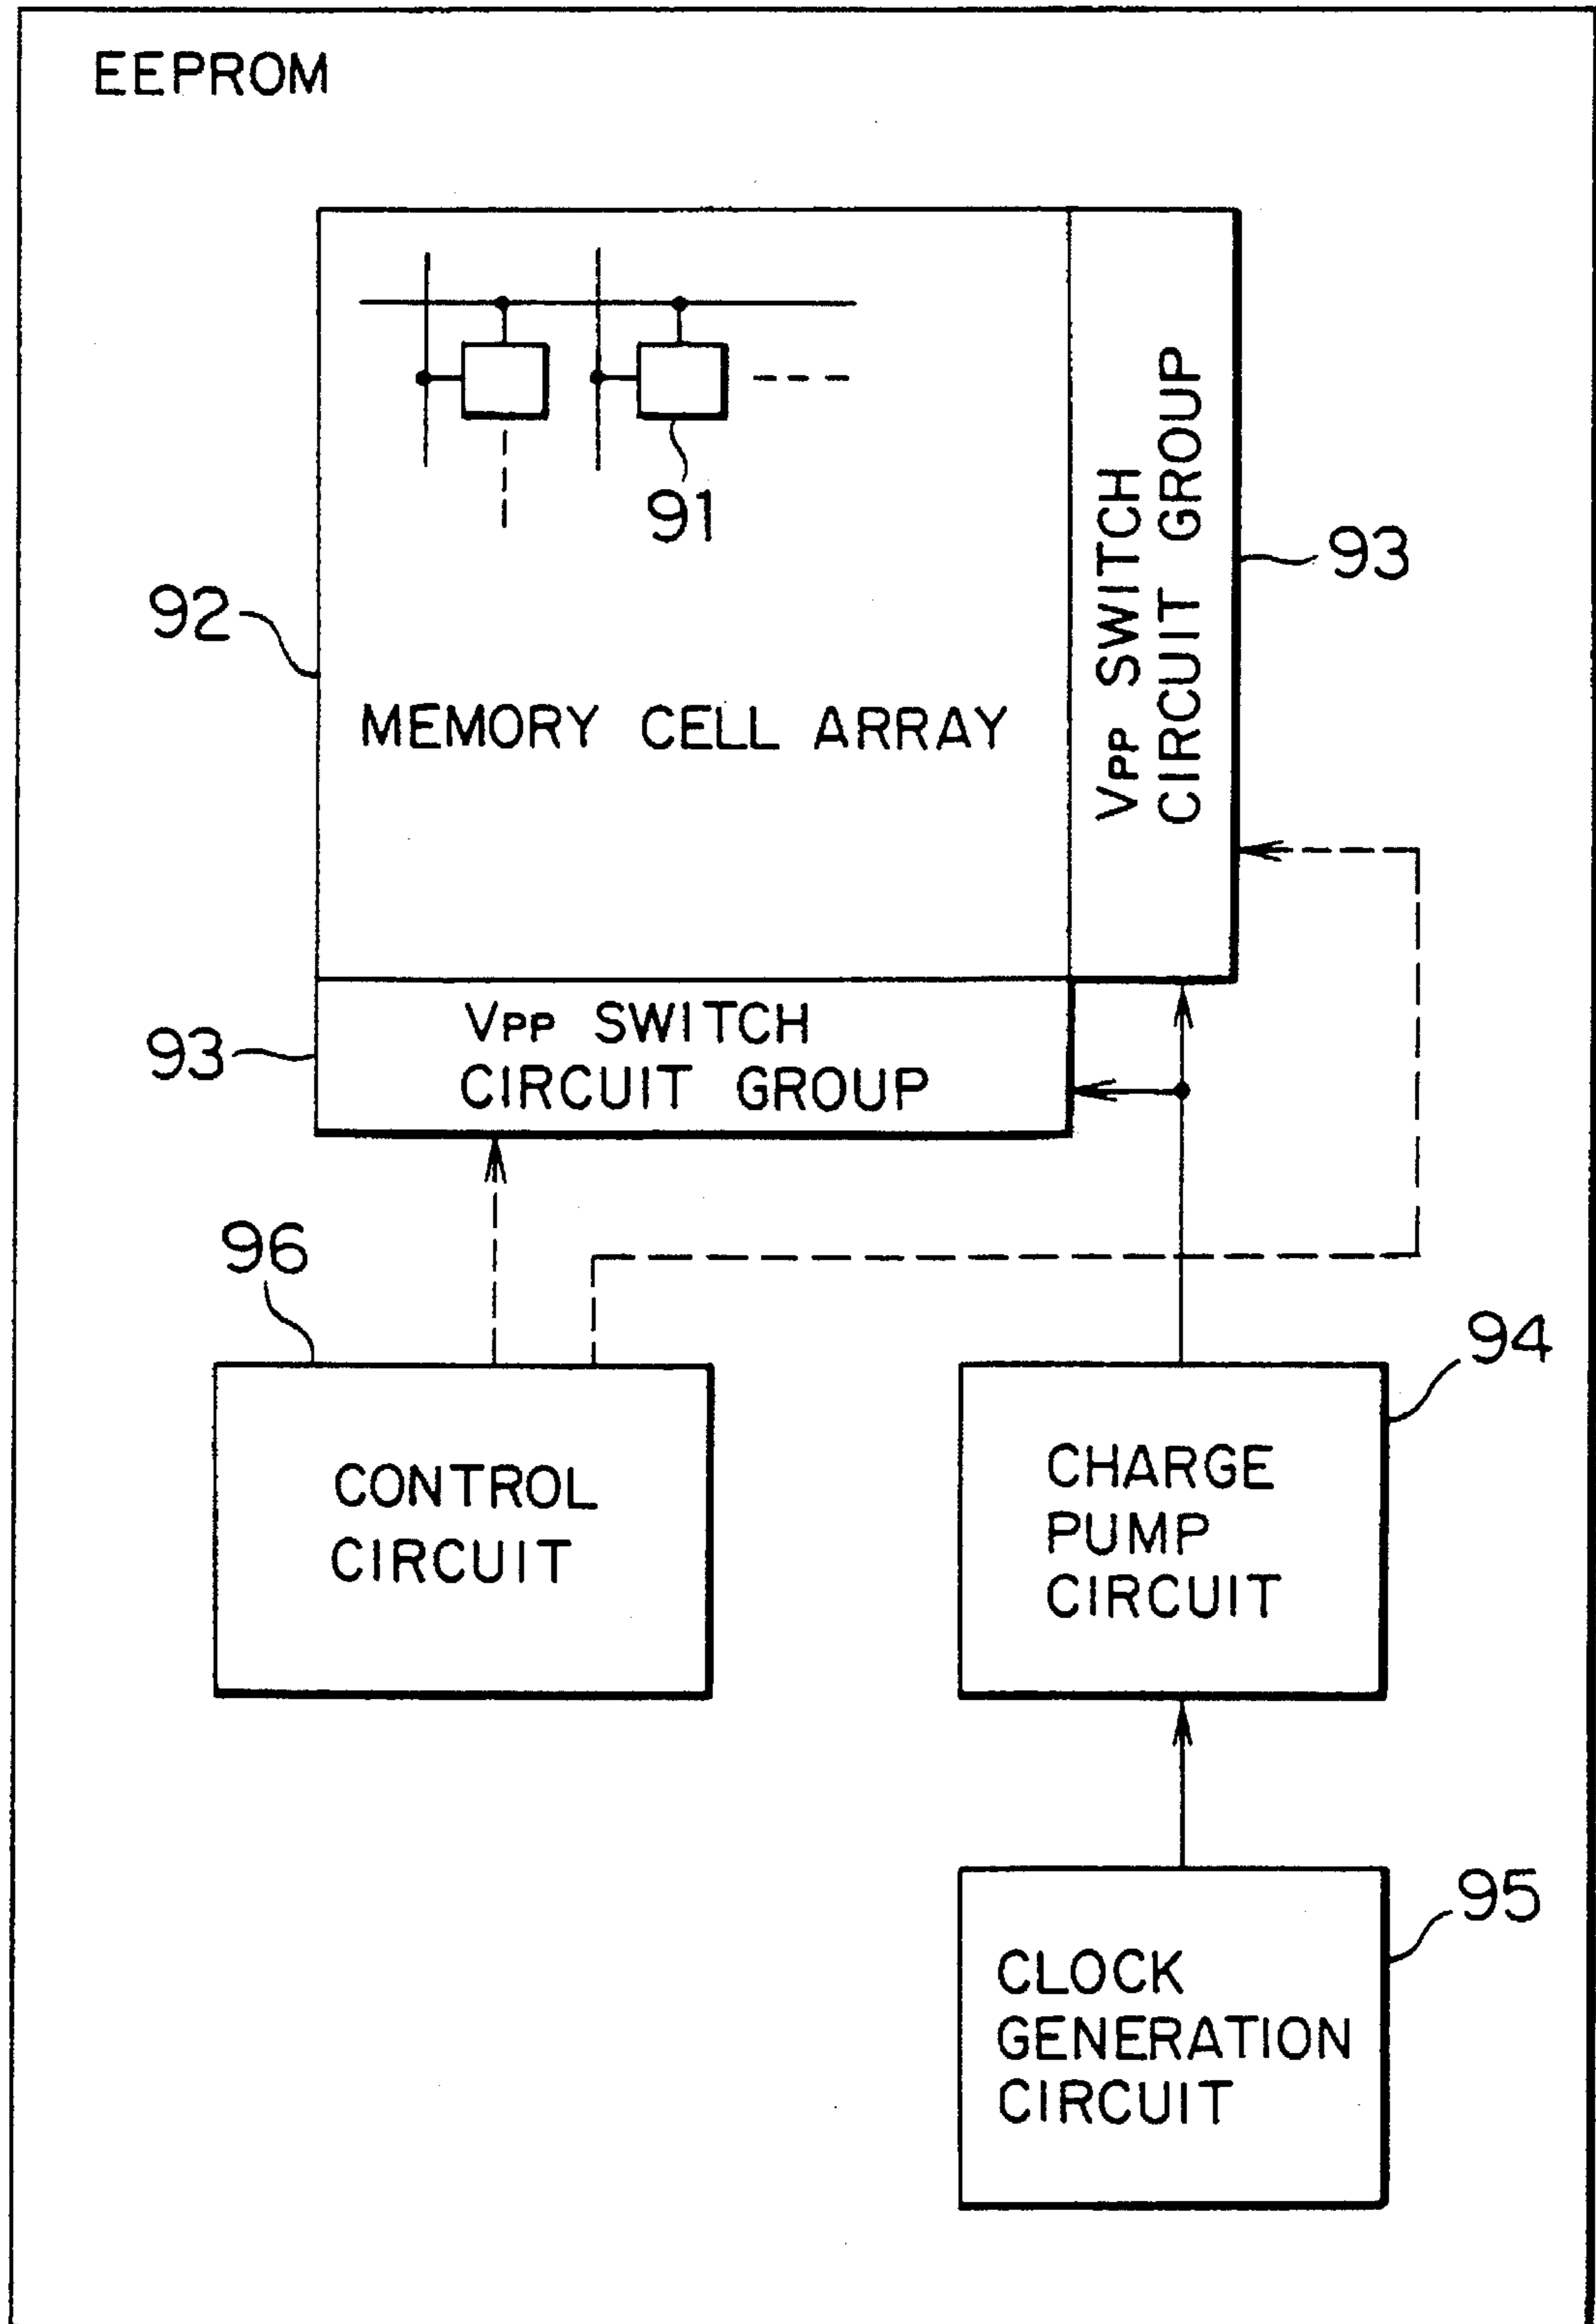 EEPROM
91
92
MEMORY CELL ARRAY
VPP SWITCH
CIRCUIT GROUP
93
93
VPP SWITCH
CIRCUIT GROUP
96
94
CONTROL
CIRCUIT
CHARGE
PUMP
CIRCUIT
95
CLOCK
GENERATION
CIRCUIT